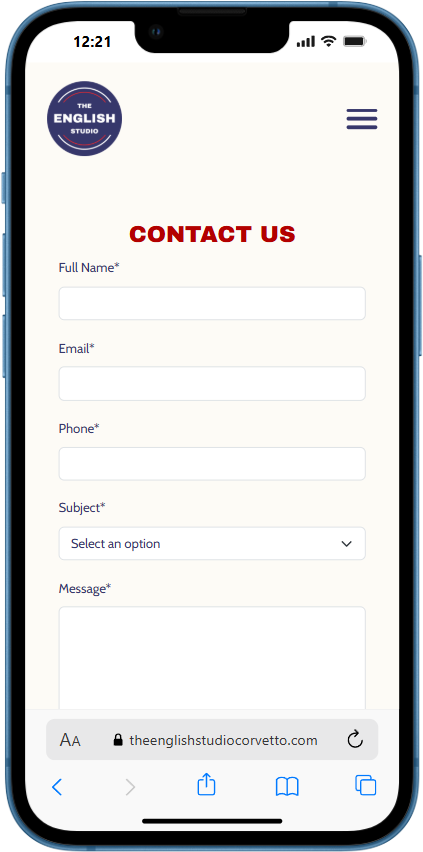 12:21
THE
ENGLISH
STUDIO
CONTACT US
Full Name*
Email*
Phone*
Subject*
Select an option
Message*
AA theenglishstudiocorvetto.com